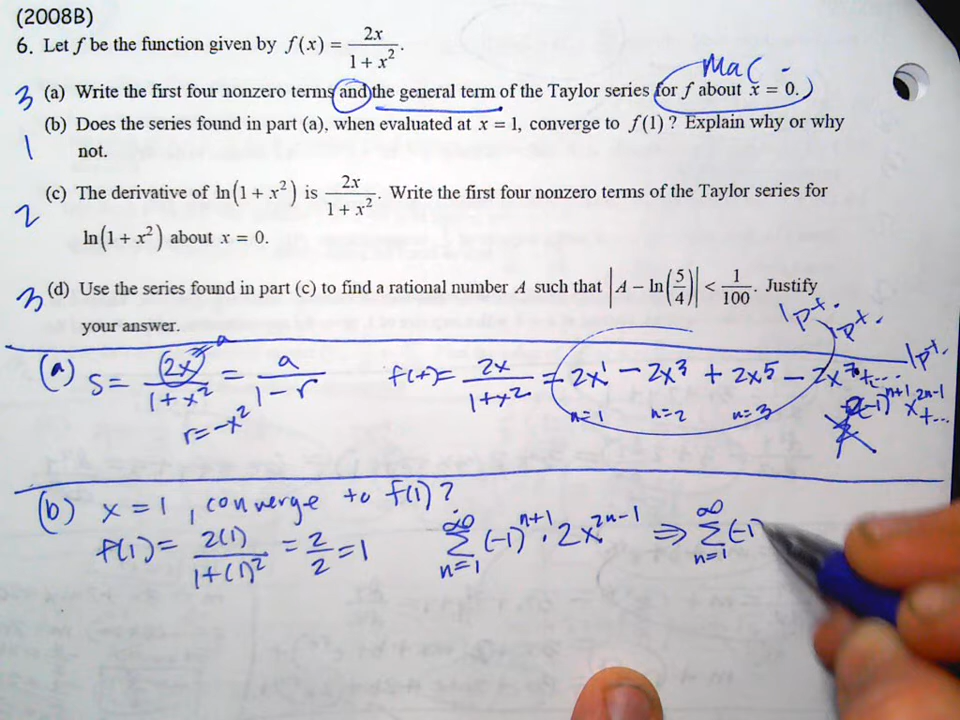 (2008B)
6. Let f be the function given by f(x) = 2x / (1 + x²).
Mac
3 (a) Write the first four nonzero terms and the general term of the Taylor series for f about x = 0.
(b) Does the series found in part (a), when evaluated at x = 1, converge to f(1)? Explain why or why
1 not.
(c) The derivative of ln(1 + x²) is 2x / (1 + x²). Write the first four nonzero terms of the Taylor series for
2
ln(1 + x²) about x = 0.
3 (d) Use the series found in part (c) to find a rational number A such that |A − ln(5/4)| < 1/100. Justify
your answer.
1pt.
pt.
1pt
(a) S = 2x / (1 + x²) = a / (1 − r)
= a
r = −x²
f(x) = 2x / (1 + x²) = 2x¹ − 2x³ + 2x⁵ − 2x⁷ + ...
n=1 n=2 n=3
2(−1)ⁿ⁺¹ x²ⁿ⁻¹
+...
(b) x = 1, converge to f(1)?
f(1) = 2(1) / (1 + (1)²) = 2/2 = 1
∞ Σ n=1 (−1)ⁿ⁺¹ · 2x²ⁿ⁻¹ ⇒ ∞ Σ n=1 (−1)